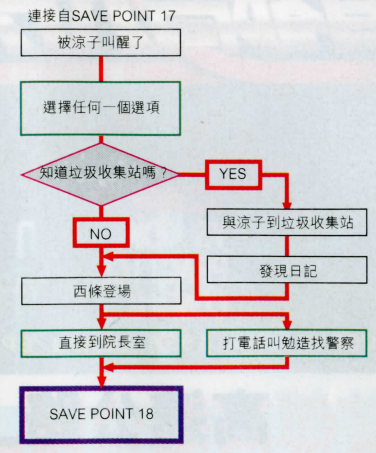 連接自SAVE POINT 17
被涼子叫醒了
選擇任何一個選項
知道垃圾收集站嗎？
YES
與涼子到垃圾收集站
NO
發現日記
西條登場
直接到院長室
打電話叫勉造找警察
SAVE POINT 18